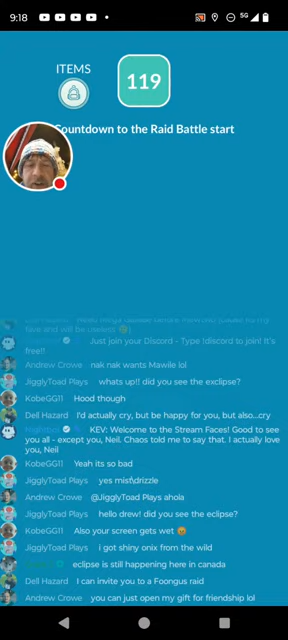 9:18
5G
ITEMS
119
Countdown to the Raid Battle start
Just join your Discord - Type !discord to join! It's
free!!
Andrew Crowe nak nak wants Mawile lol
JigglyToad Plays whats up!! did you see the exclipse?
KobeGG11 Hood though
Dell Hazard I'd actually cry, but be happy for you, but also...cry
KEV: Welcome to the Stream Faces! Good to see
you all - except you, Neil. Chaos told me to say that. I actually love
you, Neil
KobeGG11 Yeah its so bad
JigglyToad Plays yes mist\drizzle
Andrew Crowe @JigglyToad Plays ahola
JigglyToad Plays hello drew! did you see the eclipse?
KobeGG11 Also your screen gets wet
JigglyToad Plays i got shiny onix from the wild
eclipse is still happening here in canada
Dell Hazard I can invite you to a Foongus raid
Andrew Crowe you can just open my gift for friendship lol